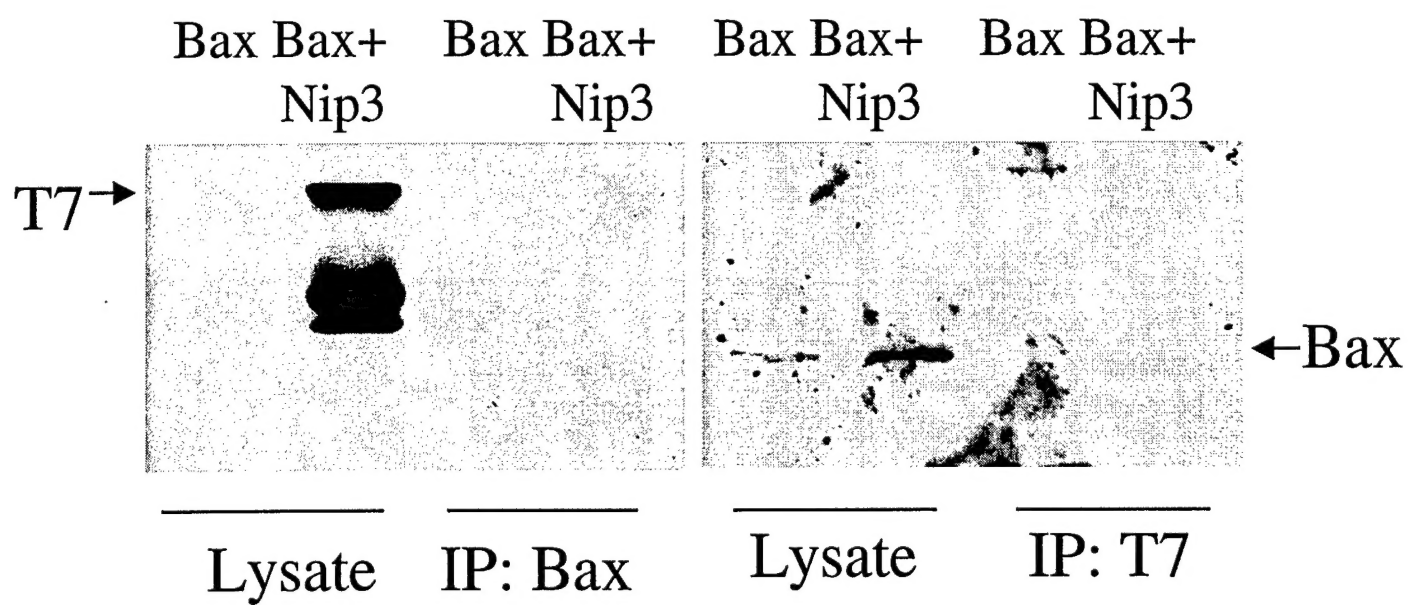 Bax Bax+ Bax Bax+ Bax Bax+ Bax Bax+
Nip3 Nip3 Nip3 Nip3
T7
Bax
Lysate IP: Bax Lysate IP: T7